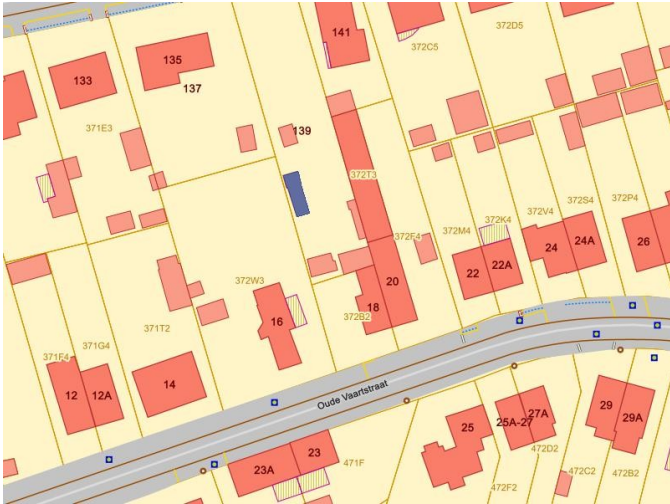 141
372D5
372C5
135
133
137
371E3
139
372T3
372P4
372S4
372V4
372K4
372M4
372F4
24A
26
24
22A
22
20
372W3
18
16
372B2
371T2
371G4
371F4
14
12
12A
Oude Vaartstraat
29
29A
27A
25A-27
25
23
23A
471F
472D2
472F2
472C2
472B2